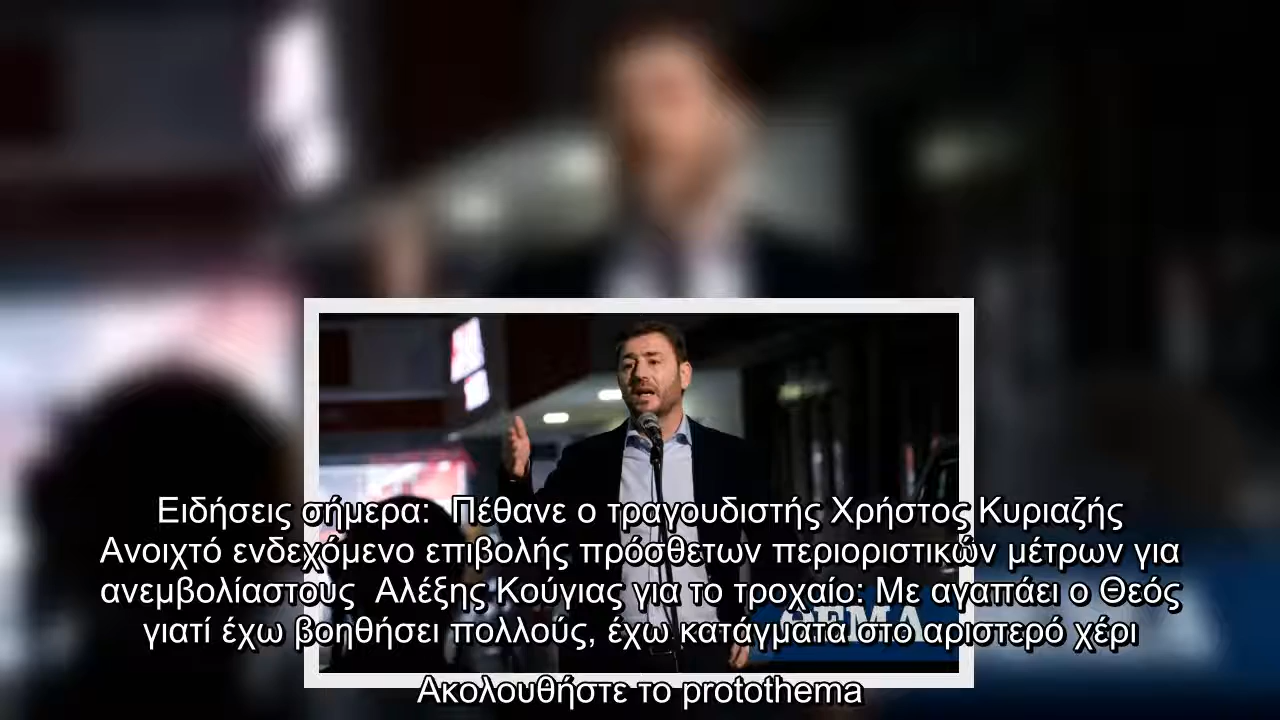 Ειδήσεις σήμερα:  Πέθανε ο τραγουδιστής Χρήστος Κυριαζής
Ανοιχτό ενδεχόμενο επιβολής πρόσθετων περιοριστικών μέτρων για
ανεμβολίαστους  Αλέξης Κούγιας για το τροχαίο: Με αγαπάει ο Θεός
γιατί έχω βοηθήσει πολλούς, έχω κατάγματα στο αριστερό χέρι
ΘΕΜΑ
Ακολουθήστε το protothema